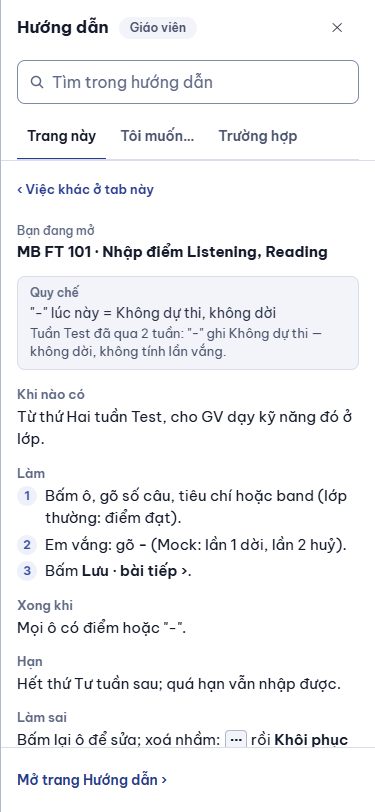 Hướng dẫn Giáo viên
Tìm trong hướng dẫn
Trang này Tôi muốn... Trường hợp
‹ Việc khác ở tab này
Bạn đang mở
MB FT 101 · Nhập điểm Listening, Reading
Quy chế
"-" lúc này = Không dự thi, không dời
Tuần Test đã qua 2 tuần: "-" ghi Không dự thi —
không dời, không tính lần vắng.
Khi nào có
Từ thứ Hai tuần Test, cho GV dạy kỹ năng đó ở
lớp.
Làm
1 Bấm ô, gõ số câu, tiêu chí hoặc band (lớp
thường: điểm đạt).
2 Em vắng: gõ - (Mock: lần 1 dời, lần 2 huỷ).
3 Bấm Lưu · bài tiếp ›.
Xong khi
Mọi ô có điểm hoặc "-".
Hạn
Hết thứ Tư tuần sau; quá hạn vẫn nhập được.
Làm sai
Bấm lại ô để sửa; xoá nhầm: ... rồi Khôi phục
Mở trang Hướng dẫn ›